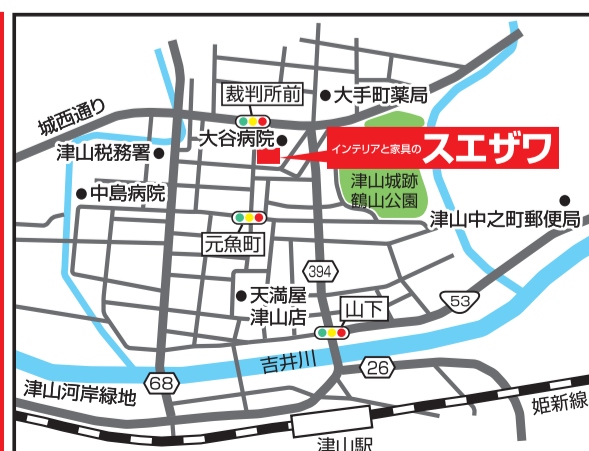 裁判所前
大手町薬局
城西通り
大谷病院
インテリアと家具の スエザワ
津山税務署
津山城跡
鶴山公園
中島病院
津山中之町郵便局
元魚町
394
天満屋
津山店
山下
53
吉井川
26
68
津山河岸緑地
姫新線
津山駅